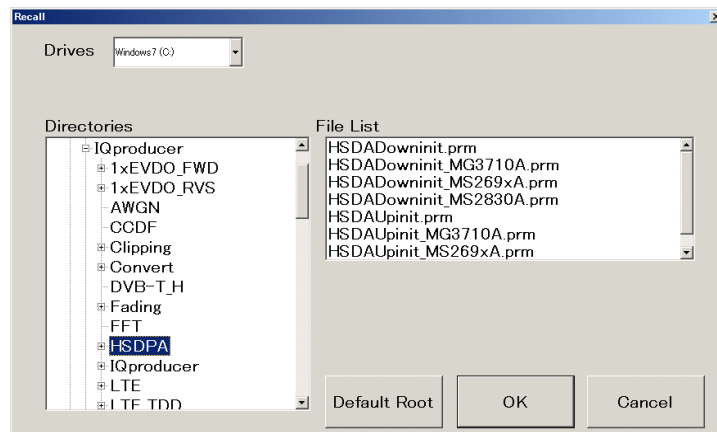 Recall
Drives
Windows7 (C:)
Directories
IQproducer
1xEVDO_FWD
1xEVDO_RVS
AWGN
CCDF
Clipping
Convert
DVB-T_H
Fading
FFT
HSDPA
IQproducer
LTE
LTE_TDD
File List
HSDADowninit.prm
HSDADowninit_MG3710A.prm
HSDADowninit_MS269xA.prm
HSDADowninit_MS2830A.prm
HSDAUpinit.prm
HSDAUpinit_MG3710A.prm
HSDAUpinit_MS269xA.prm
Default Root
OK
Cancel